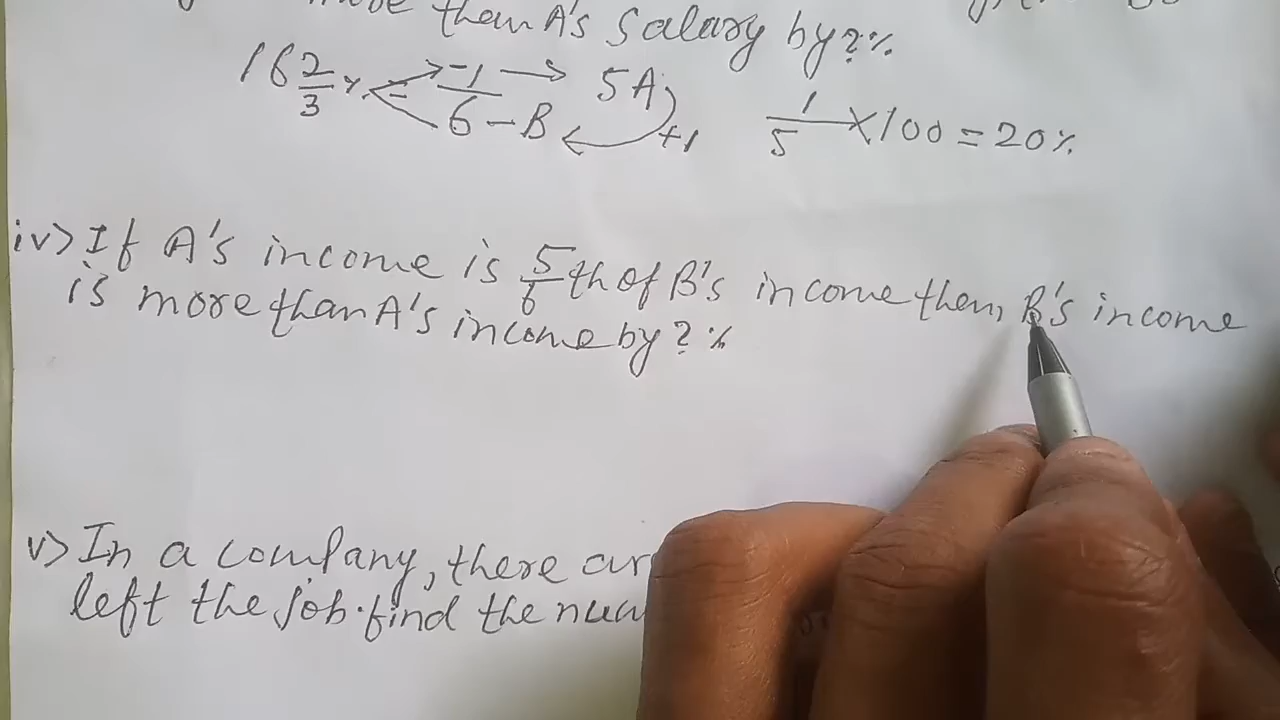 than A's Salary by?%
16 2/3 % = -1/6 → 5A
6 - B +1
1/5 × 100 = 20%
iv> If A's income is 5/6 th of B's income then, B's income
is more than A's income by? %
v> In a company, there
left the job. find the